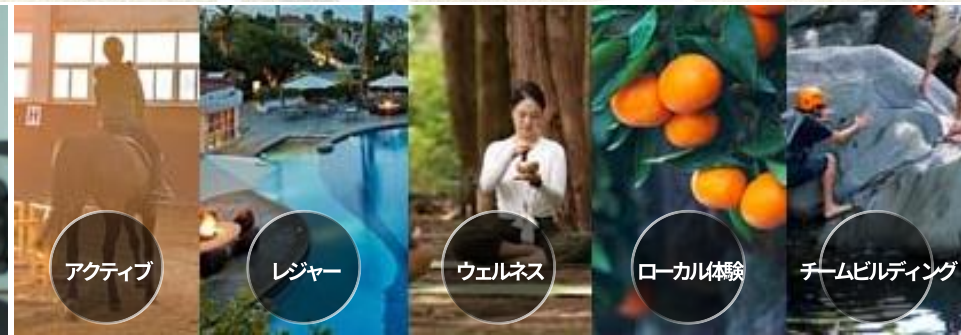 アクティブ
レジャー
ウェルネス
ローカル体験
チームビルディング